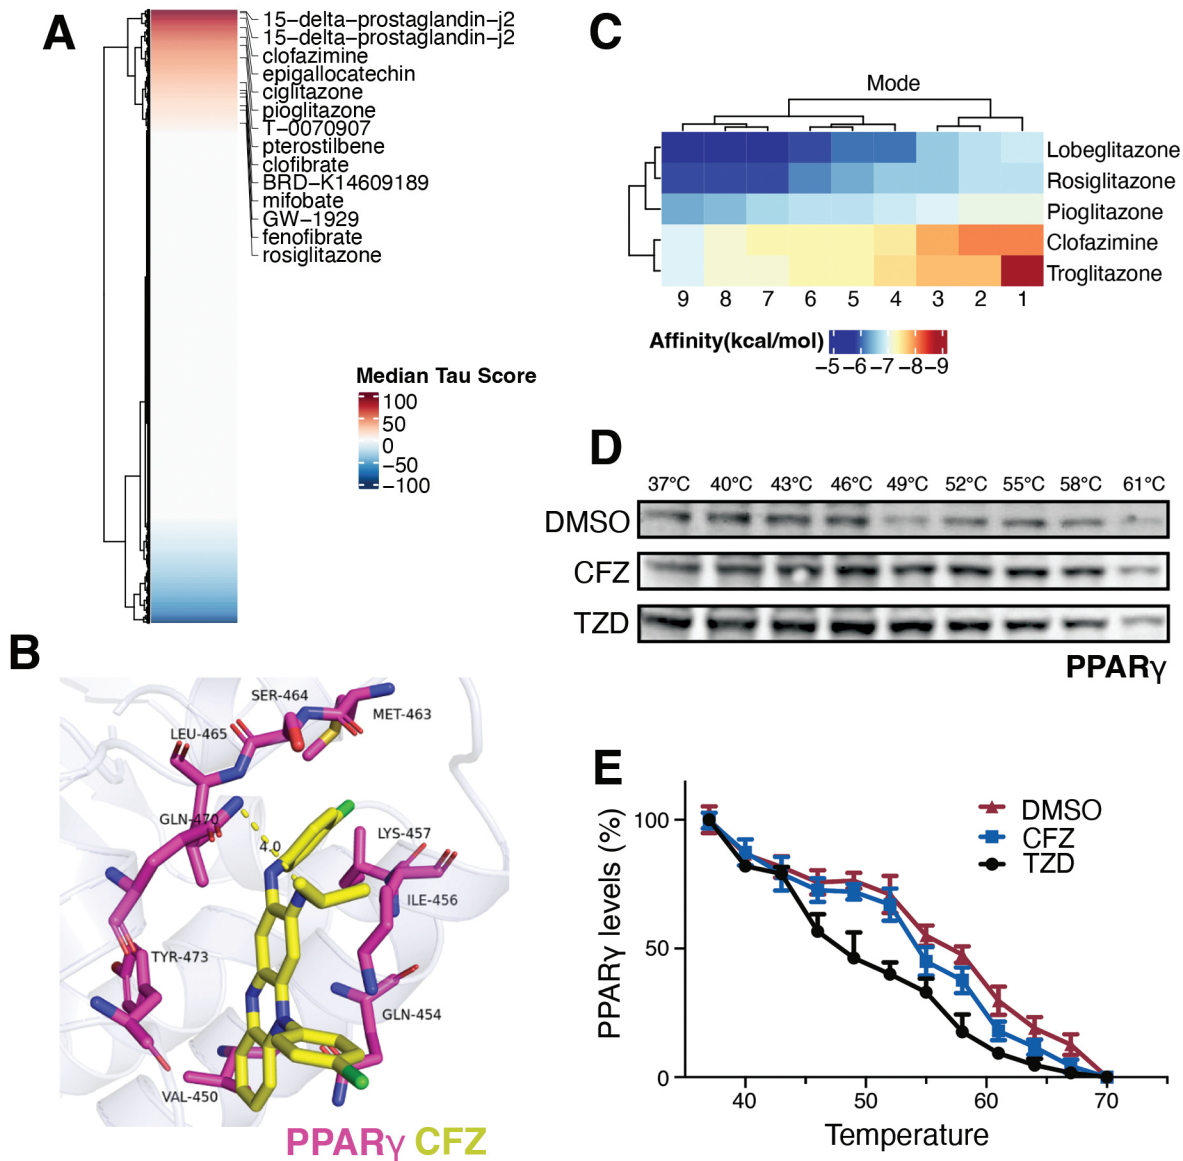 A
15−delta−prostaglandin−j2
15−delta−prostaglandin−j2
clofazimine
epigallocatechin
ciglitazone
pioglitazone
T−0070907
pterostilbene
clofibrate
BRD−K14609189
mifobate
GW−1929
fenofibrate
rosiglitazone
Median Tau Score
100
50
0
−50
−100
B
SER-464
MET-463
LEU-465
GLN-470
4.0
LYS-457
ILE-456
TYR-473
GLN-454
VAL-450
PPARγ CFZ
C
Mode
Lobeglitazone
Rosiglitazone
Pioglitazone
Clofazimine
Troglitazone
9 8 7 6 5 4 3 2 1
Affinity(kcal/mol)
−5 −6 −7 −8 −9
D
37°C 40°C 43°C 46°C 49°C 52°C 55°C 58°C 61°C
DMSO
CFZ
TZD
PPARγ
E
PPARγ levels (%)
100
50
0
DMSO
CFZ
TZD
40 50 60 70
Temperature